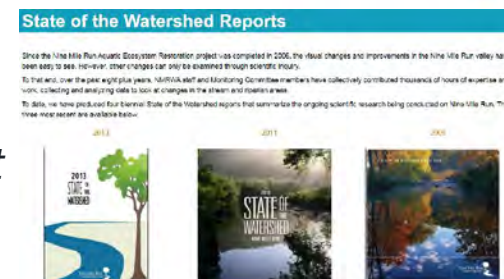 State of the Watershed Reports
Since the Nine Mile Run Aquatic Ecosystem Restoration project was completed in 2006, the visual changes and improvements in the Nine Mile Run valley ha
been easy to see. However, other changes can only be examined through scientific inquiry.
To that end, over the past eight plus years, NMRWA staff and Monitoring Committee members have collectively contributed thousands of hours of expertise an
work, collecting and analyzing data to look at changes in the stream and riparian areas.
To date, we have produced four biennial State of the Watershed reports that summarize the ongoing scientific research being conducted on Nine Mile Run. Th
three most recent are available below.
2013 2011
2013
STATE OF THE
WATERSHED
STATE OF
THE
WATERSHED